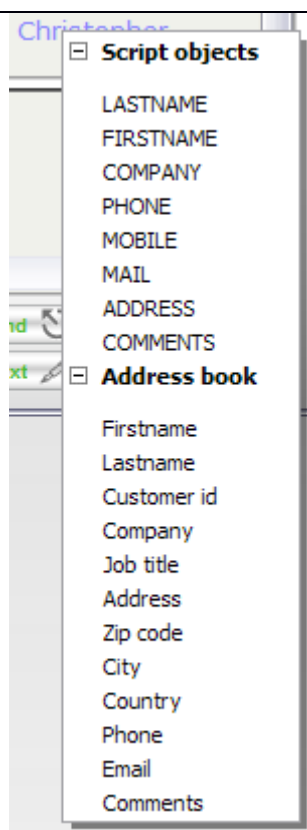 Christopher
Script objects
LASTNAME
FIRSTNAME
COMPANY
PHONE
MOBILE
MAIL
ADDRESS
COMMENTS
Address book
Firstname
Lastname
Customer id
Company
Job title
Address
Zip code
City
Country
Phone
Email
Comments